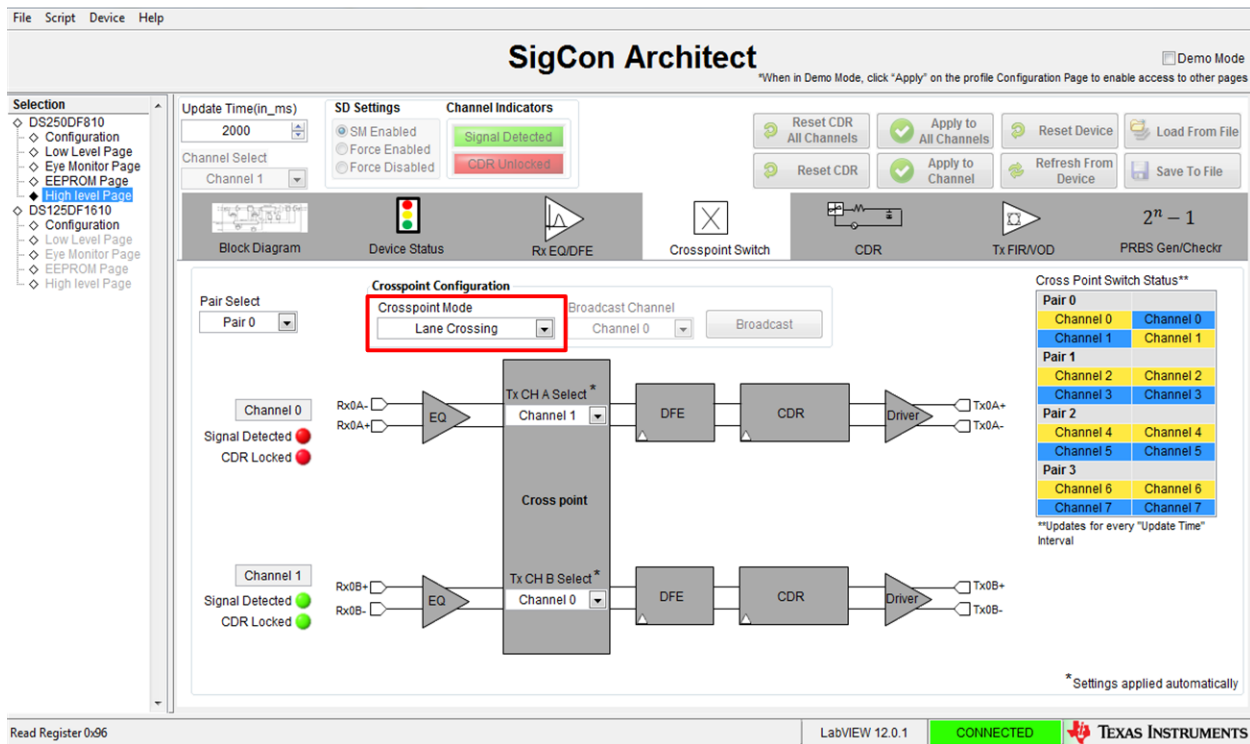 File Script Device Help
SigCon Architect
Demo Mode
*When in Demo Mode, click "Apply" on the profile Configuration Page to enable access to other pages
Selection
DS250DF810
Configuration
Low Level Page
Eye Monitor Page
EEPROM Page
High level Page
DS125DF1610
Configuration
Low Level Page
Eye Monitor Page
EEPROM Page
High level Page
Update Time(in_ms)
2000
Channel Select
Channel 1
SD Settings
SM Enabled
Force Enabled
Force Disabled
Channel Indicators
Signal Detected
CDR Unlocked
Reset CDR
All Channels
Apply to
All Channels
Reset Device
Load From File
Reset CDR
Apply to
Channel
Refresh From
Device
Save To File
Block Diagram
Device Status
Rx EQ/DFE
Crosspoint Switch
CDR
Tx FIR/VOD
2ⁿ − 1
PRBS Gen/Checkr
Pair Select
Pair 0
Crosspoint Configuration
Crosspoint Mode
Lane Crossing
Broadcast Channel
Channel 0
Broadcast
Cross Point Switch Status**
Pair 0
Channel 0 Channel 0
Channel 1 Channel 1
Pair 1
Channel 2 Channel 2
Channel 3 Channel 3
Pair 2
Channel 4 Channel 4
Channel 5 Channel 5
Pair 3
Channel 6 Channel 6
Channel 7 Channel 7
**Updates for every "Update Time"
Interval
Channel 0
Signal Detected
CDR Locked
Rx0A-
Rx0A+
EQ
Tx CH A Select *
Channel 1
DFE
CDR
Driver
Tx0A+
Tx0A-
Cross point
Channel 1
Signal Detected
CDR Locked
Rx0B+
Rx0B-
EQ
Tx CH B Select *
Channel 0
DFE
CDR
Driver
Tx0B+
Tx0B-
*Settings applied automatically
Read Register 0x96
LabVIEW 12.0.1
CONNECTED
TEXAS INSTRUMENTS